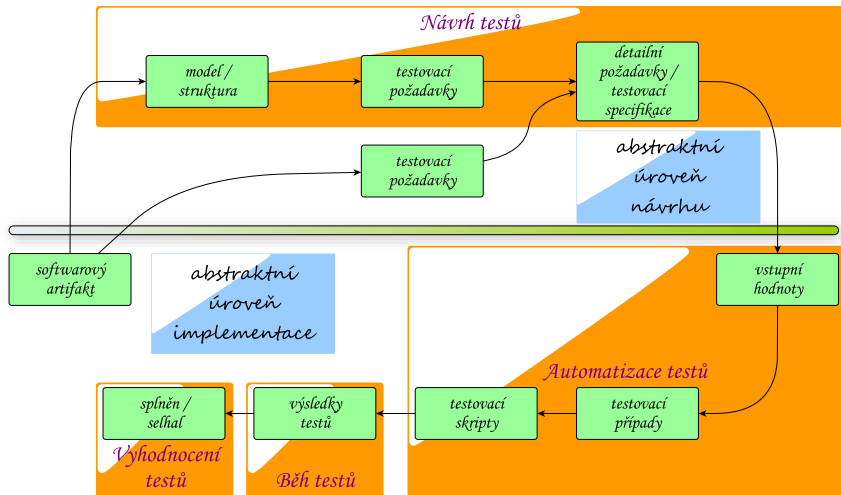 Návrh testů
model /
struktura
testovací
požadavky
detailní
požadavky /
testovací
specifikace
testovací
požadavky
abstraktní
úroveň
návrhu
softwarový
artifakt
abstraktní
úroveň
implementace
vstupní
hodnoty
Automatizace testů
splněn /
selhal
výsledky
testů
testovací
skripty
testovací
případy
Vyhodnocení
testů
Běh testů